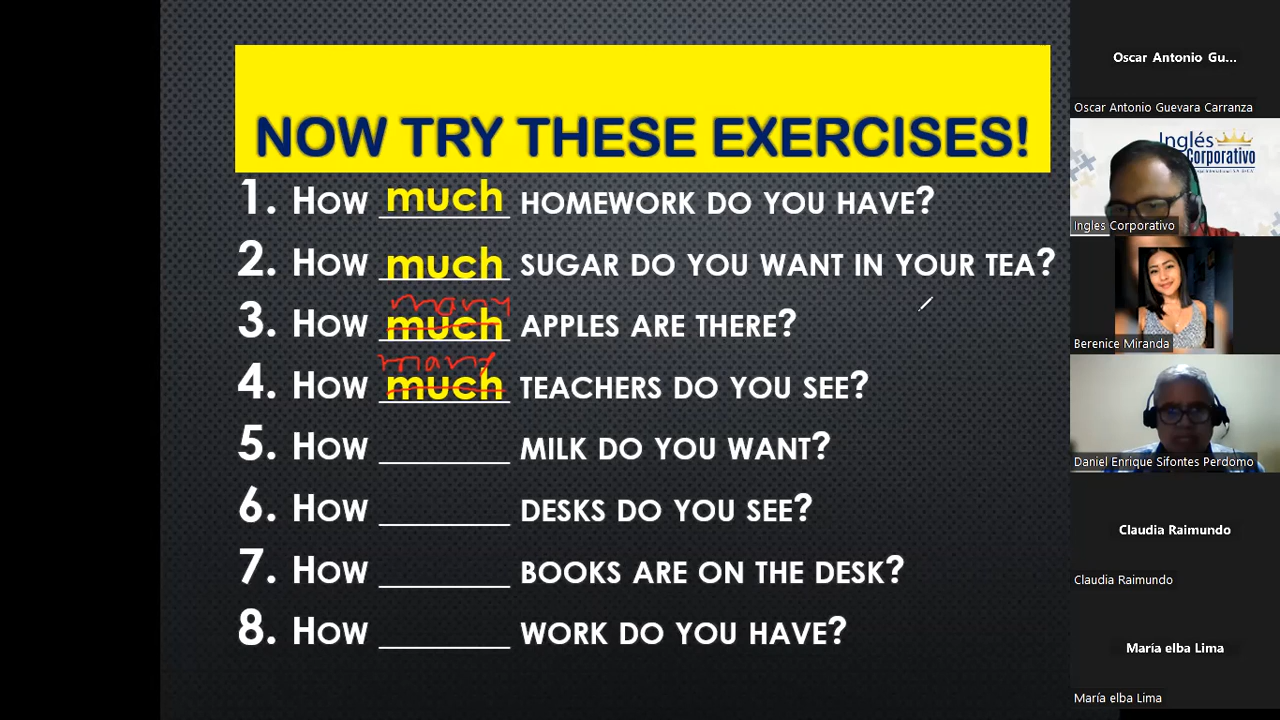 NOW TRY THESE EXERCISES!
1. HOW much HOMEWORK DO YOU HAVE?
2. HOW much SUGAR DO YOU WANT IN YOUR TEA?
many
3. HOW much APPLES ARE THERE?
many
4. HOW much TEACHERS DO YOU SEE?
5. HOW ________ MILK DO YOU WANT?
6. HOW ________ DESKS DO YOU SEE?
7. HOW ________ BOOKS ARE ON THE DESK?
8. HOW ________ WORK DO YOU HAVE?
Oscar Antonio Gu...
Oscar Antonio Guevara Carranza
Inglés
Corporativo
Ingles Corporativo
Berenice Miranda
Daniel Enrique Sifontes Perdomo
Claudia Raimundo
Claudia Raimundo
María elba Lima
María elba Lima